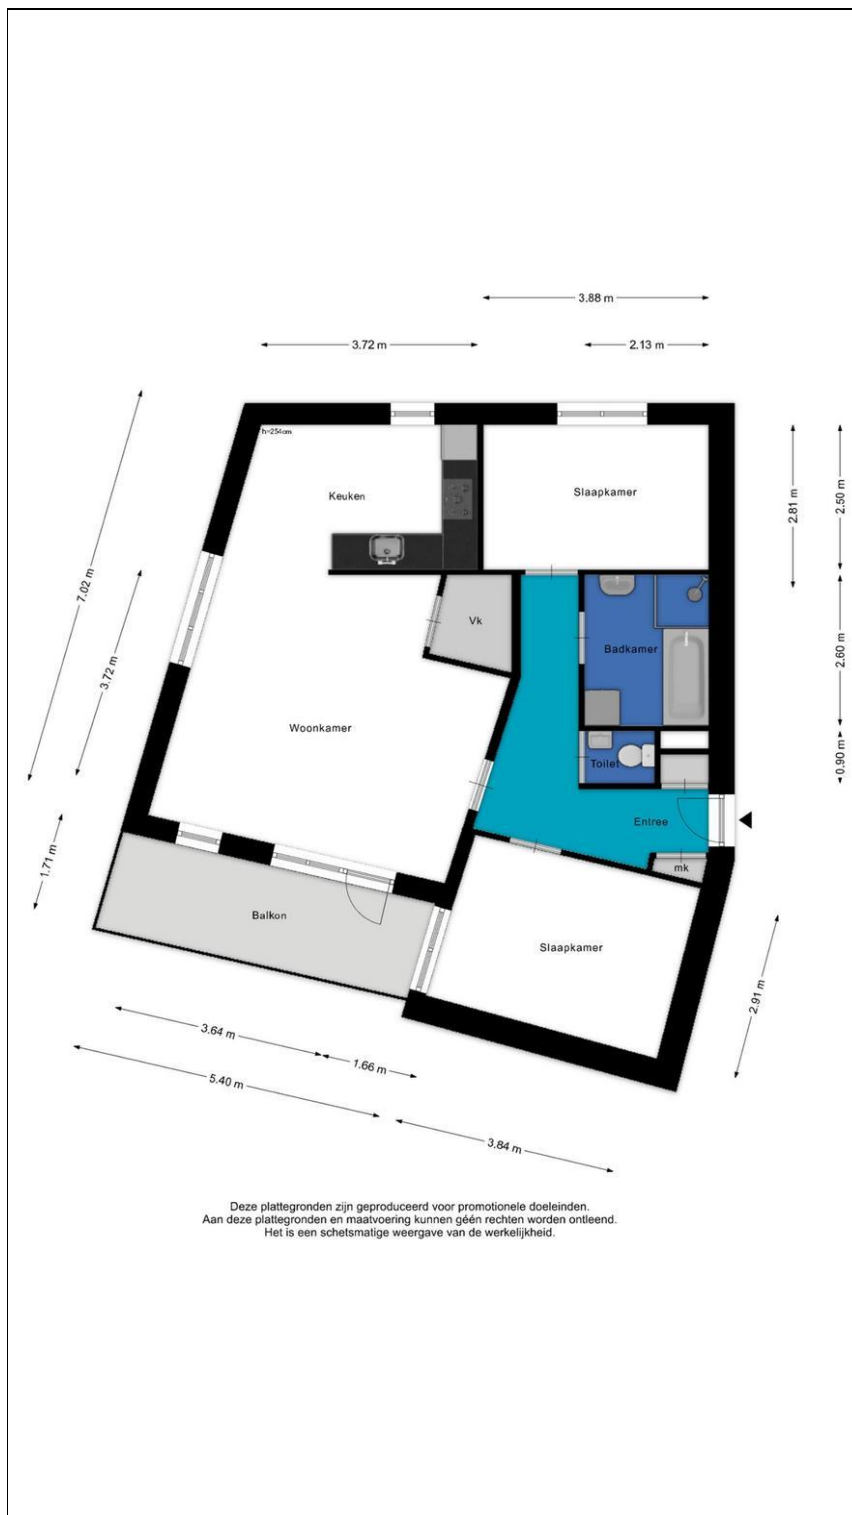 3.88 m
3.72 m
2.13 m
h=254cm
Keuken
Slaapkamer
2.81 m
2.50 m
7.02 m
3.72 m
Vk
Badkamer
2.60 m
Woonkamer
Toilet
0.90 m
Entree
mk
1.71 m
Balkon
Slaapkamer
2.91 m
3.64 m
1.66 m
5.40 m
3.84 m
Deze plattegronden zijn geproduceerd voor promotionele doeleinden.
Aan deze plattegronden en maatvoering kunnen géén rechten worden ontleend.
Het is een schetsmatige weergave van de werkelijkheid.